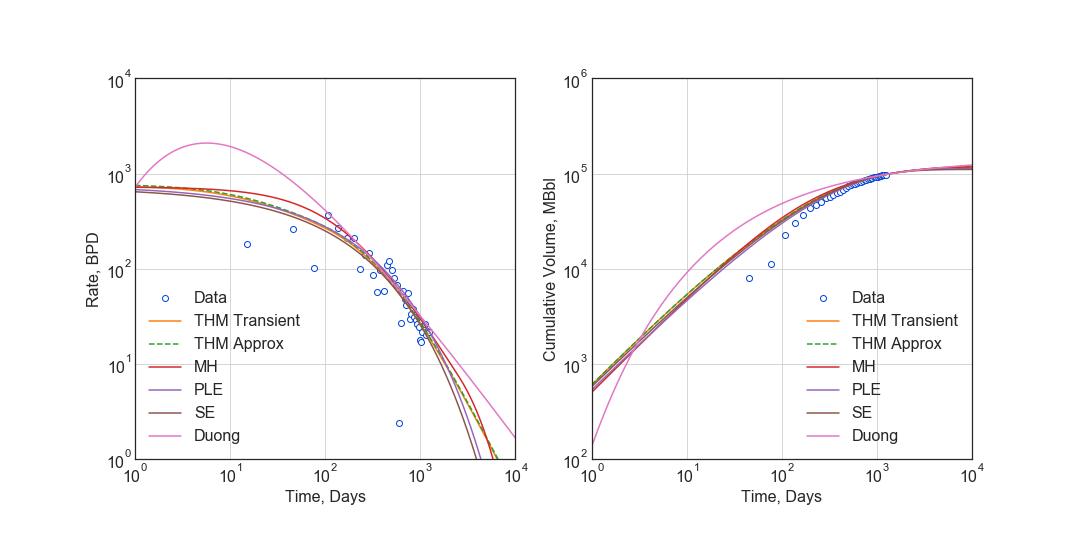 10^4
10^3
10^2
10^1
10^0
Rate, BPD
Data
THM Transient
THM Approx
MH
PLE
SE
Duong
10^0 10^1 10^2 10^3 10^4
Time, Days
10^6
10^5
10^4
10^3
10^2
Cumulative Volume, MBbl
Data
THM Transient
THM Approx
MH
PLE
SE
Duong
10^0 10^1 10^2 10^3 10^4
Time, Days